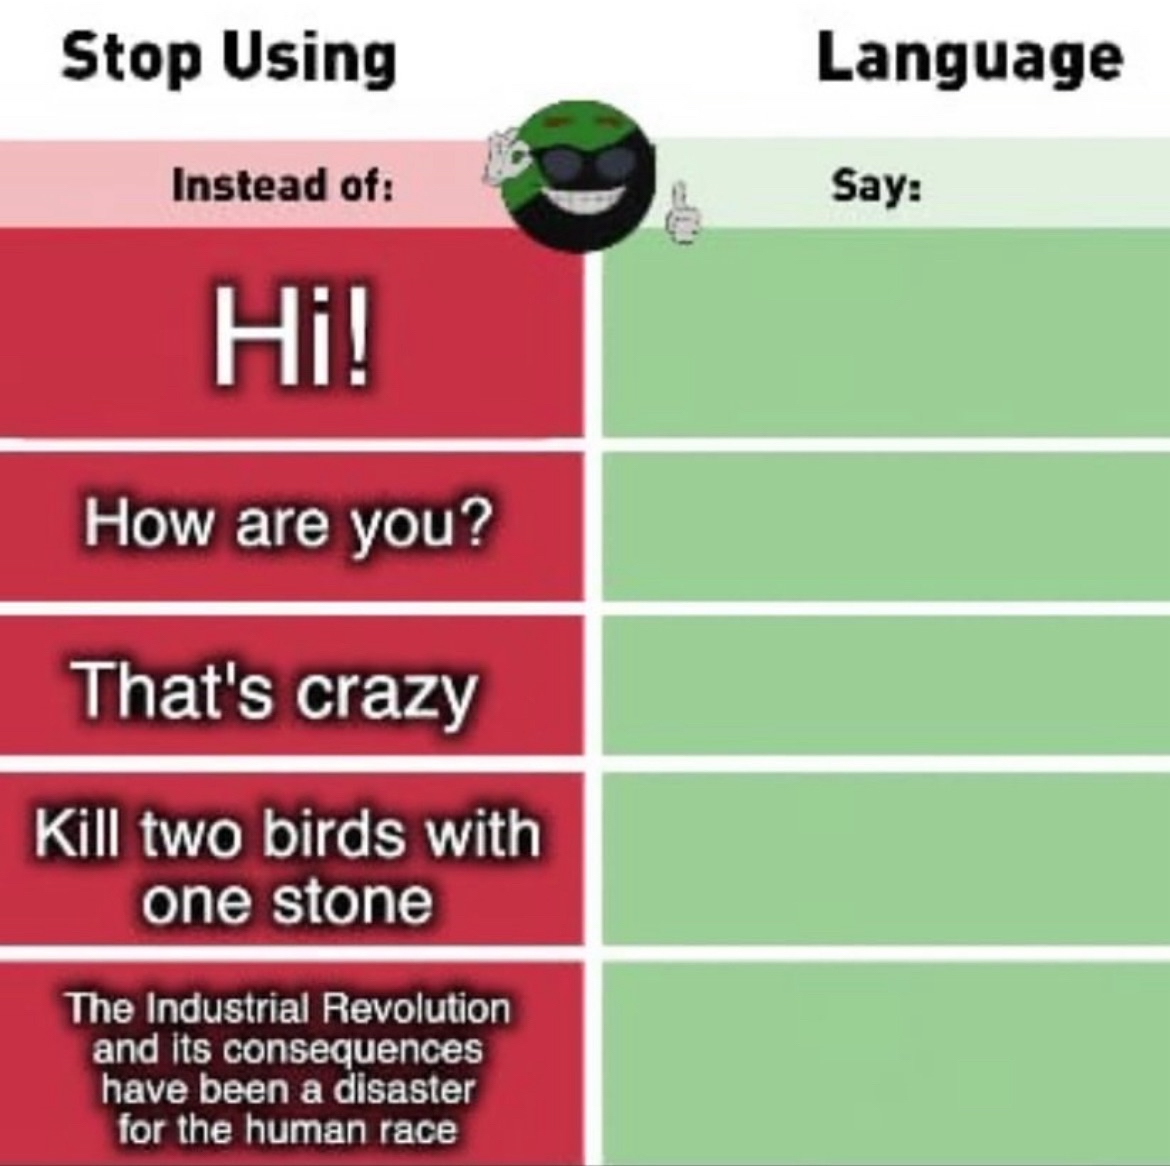 Stop Using Language
Instead of: Say:
Hi!
How are you?
That's crazy
Kill two birds with
one stone
The Industrial Revolution
and its consequences
have been a disaster
for the human race